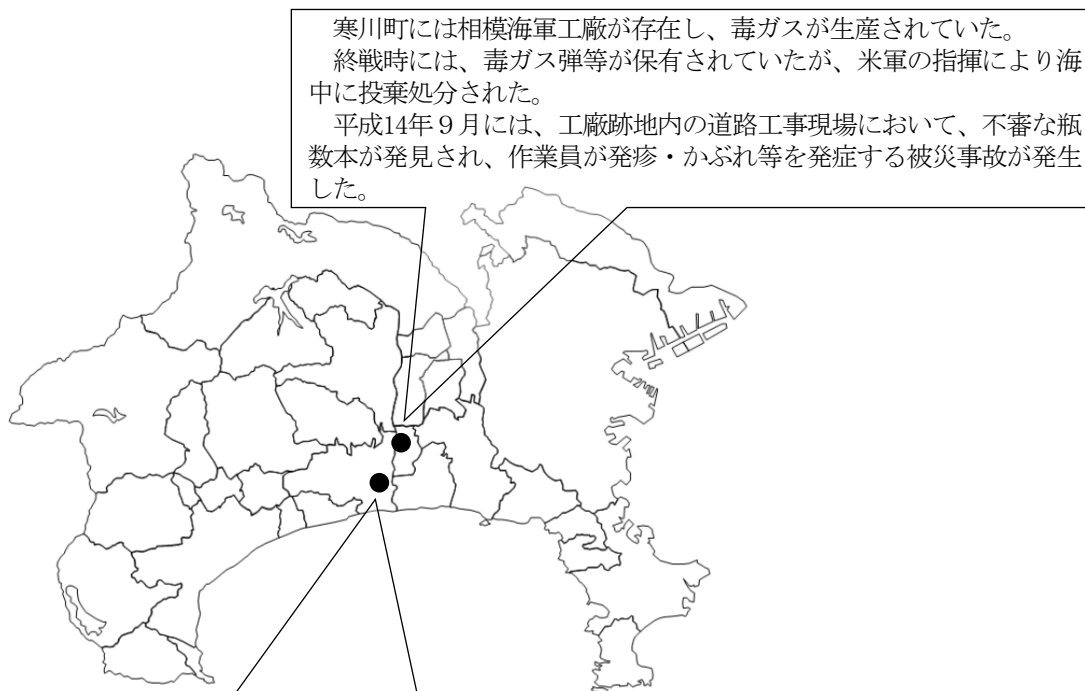 寒川町には相模海軍工廠が存在し、毒ガスが生産されていた。
終戦時には、毒ガス弾等が保有されていたが、米軍の指揮により海
中に投棄処分された。
平成14年９月には、工廠跡地内の道路工事現場において、不審な瓶
数本が発見され、作業員が発疹・かぶれ等を発症する被災事故が発生
した。